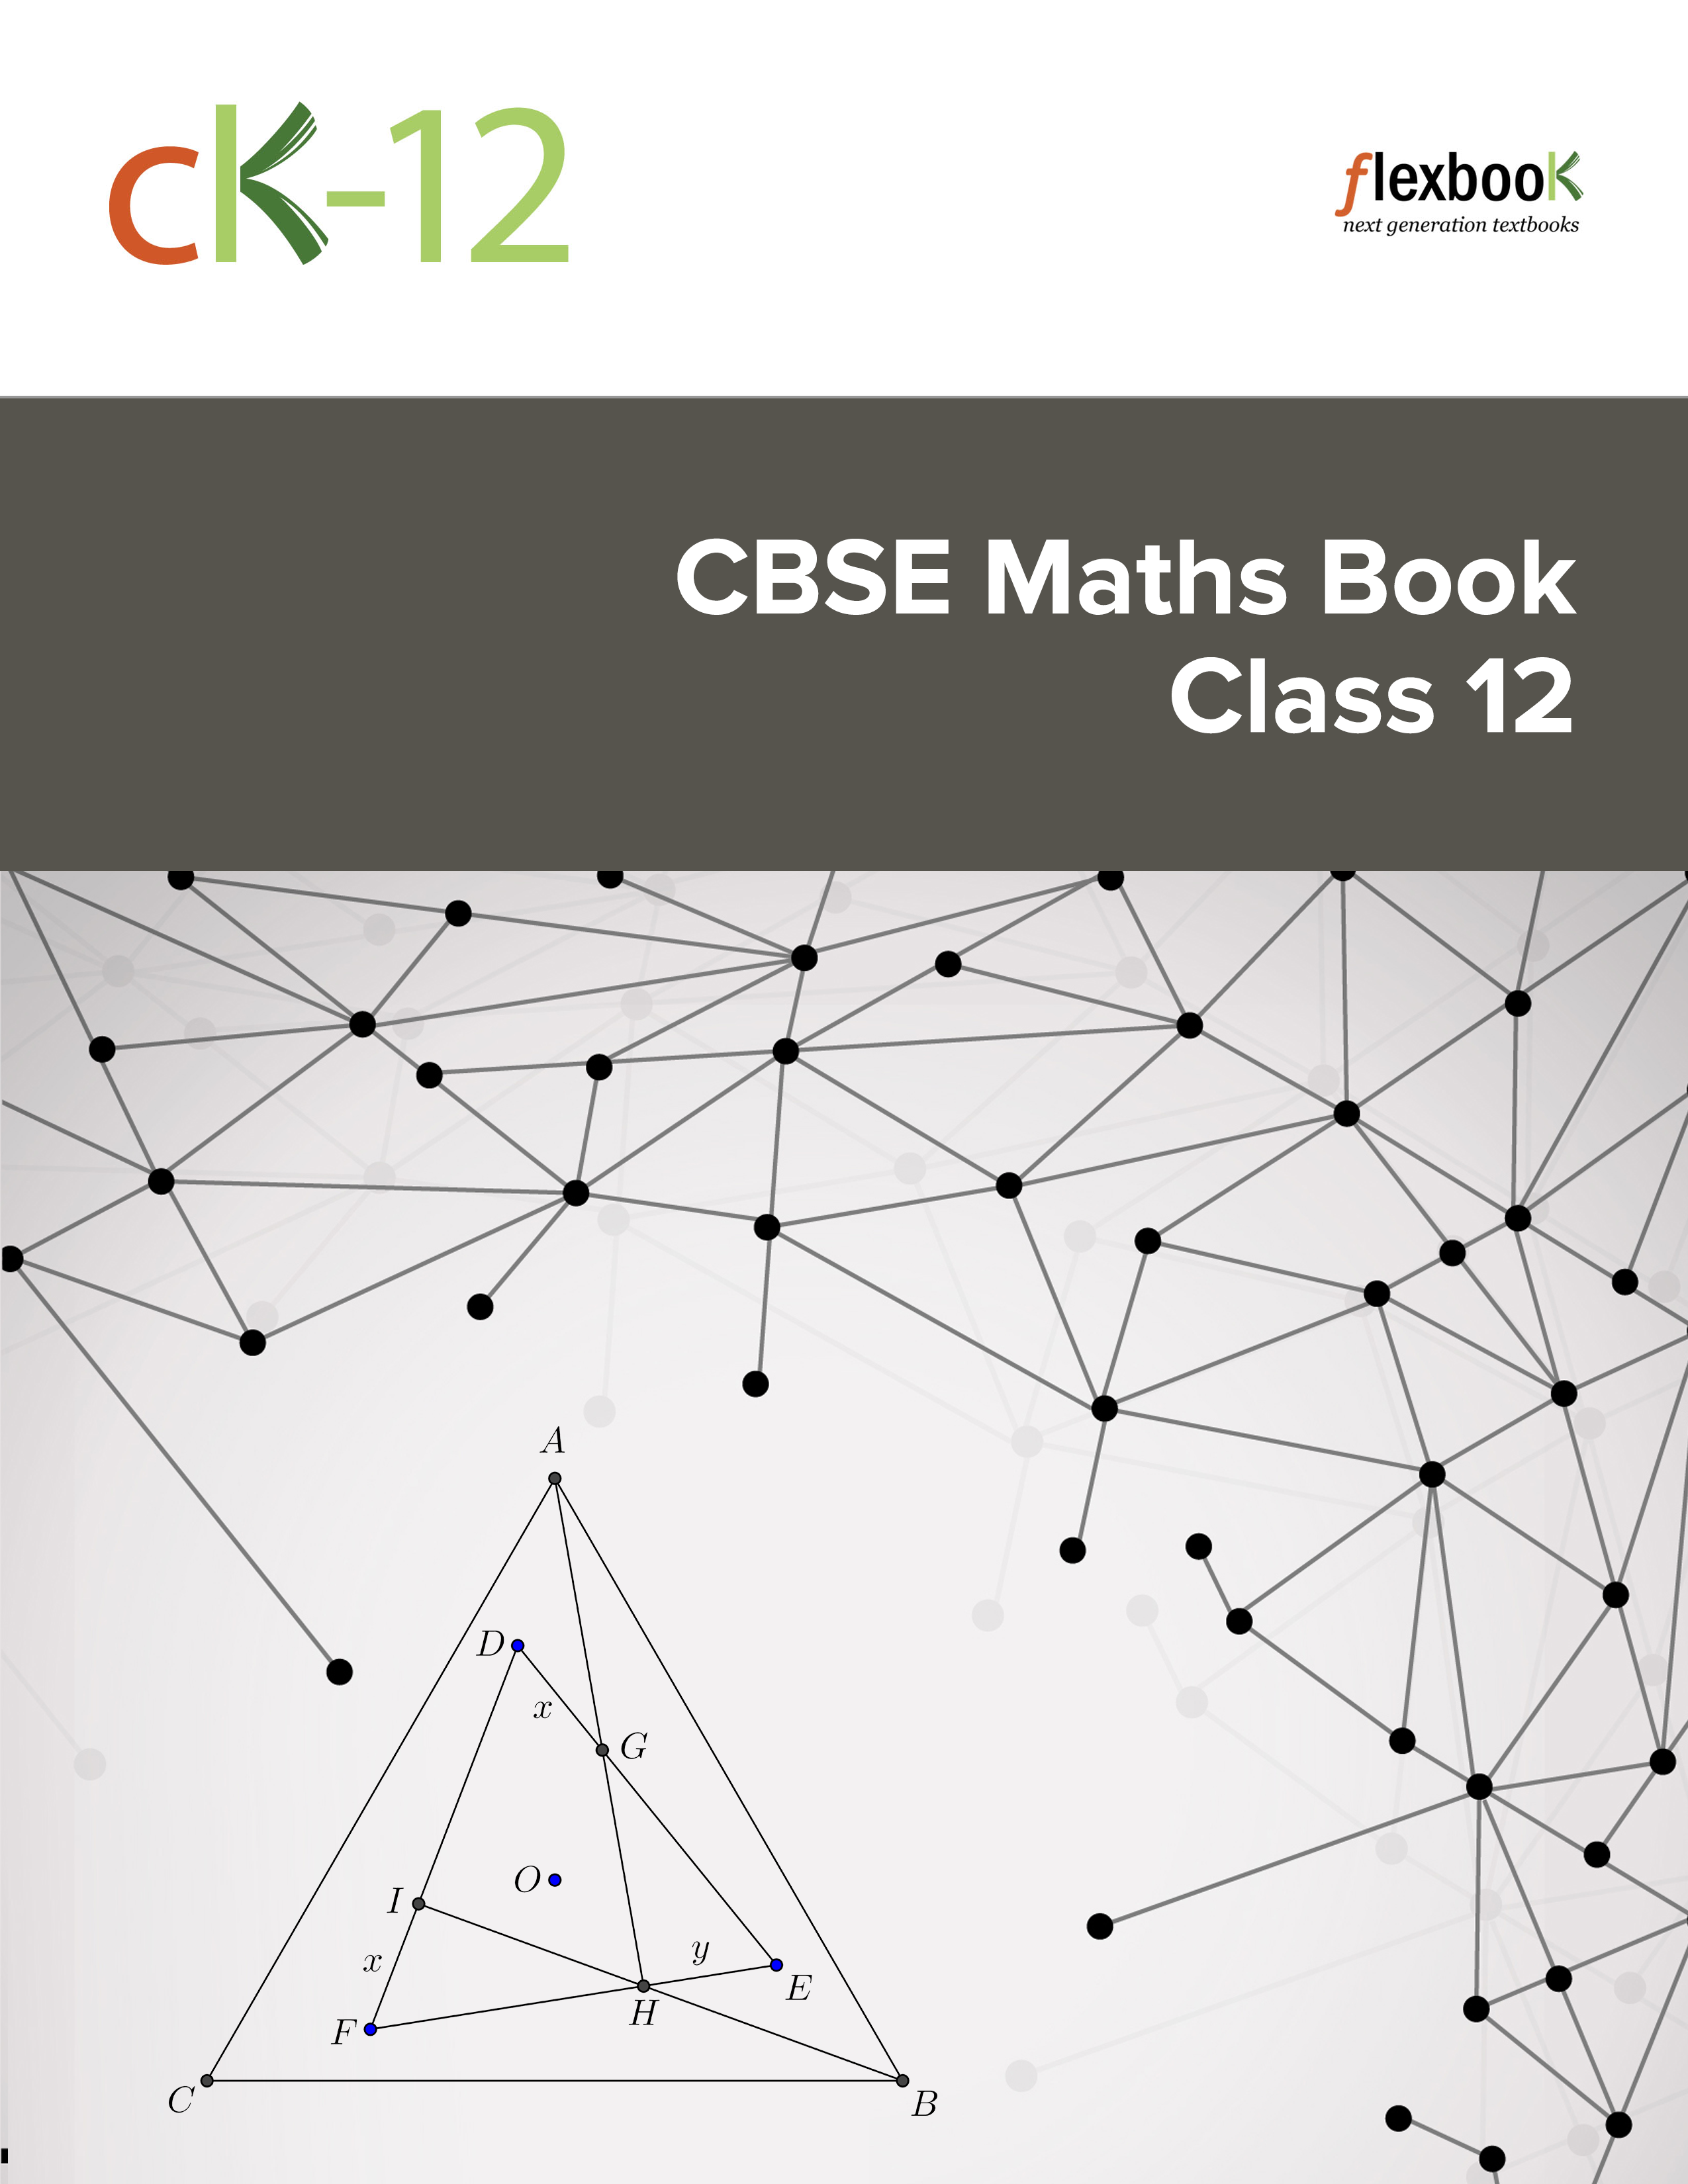 cK-12
flexbook
next generation textbooks
CBSE Maths Book
Class 12
A
D
x
G
O
I
x
y
E
H
F
C
B